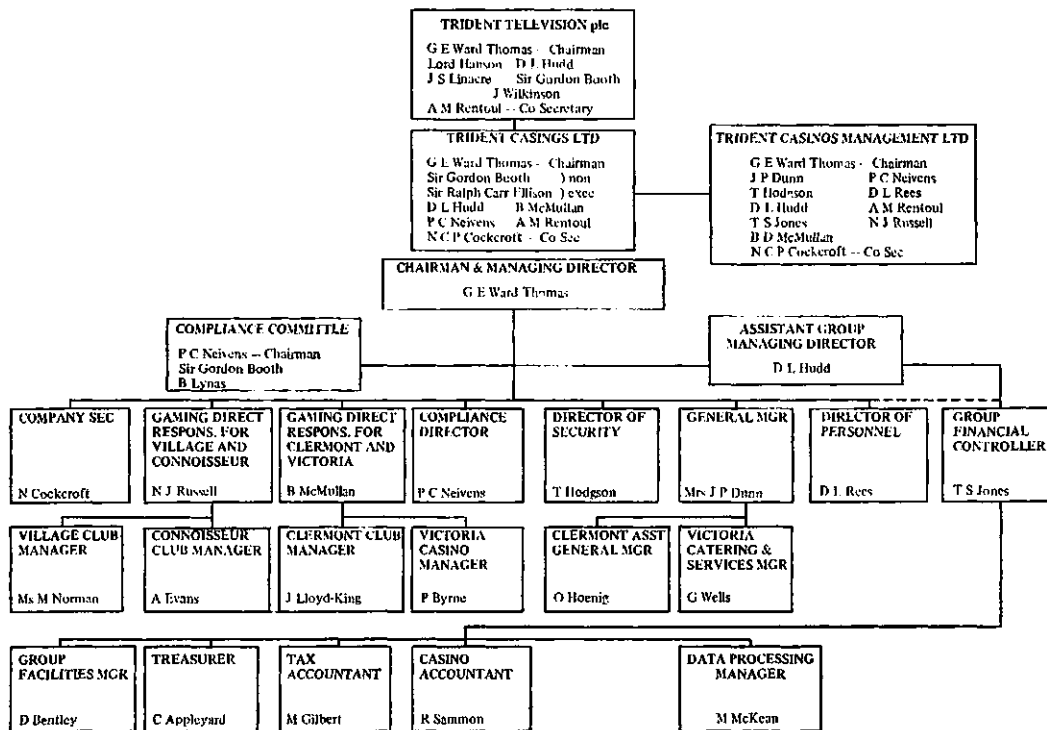 TRIDENT TELEVISION plc
G E Ward Thomas - Chairman
Lord Hanson D L Hudd
J S Linacre Sir Gordon Booth
J Wilkinson
A M Rentoul -- Co Secretary
TRIDENT CASINGS LTD
G E Ward Thomas - Chairman
Sir Gordon Booth ) non
Sir Ralph Carr Ellison ) exec
D L Hudd B McMullan
P C Neivens A M Rentoul
N C P Cockcroft - Co Sec
TRIDENT CASINOS MANAGEMENT LTD
G E Ward Thomas - Chairman
J P Dunn P C Neivens
T Hodgson D L Rees
D L Hudd A M Rentoul
T S Jones N J Russell
B D McMullan
N C P Cockcroft -- Co Sec
CHAIRMAN & MANAGING DIRECTOR
G E Ward Thomas
COMPLIANCE COMMITTLE
P C Neivens -- Chairman
Sir Gordon Booth
B Lynas
ASSISTANT GROUP
MANAGING DIRECTOR
D L Hudd
COMPANY SEC
N Cockcroft
GAMING DIRECT
RESPONS. FOR
VILLAGE AND
CONNOISSEUR
N J Russell
GAMING DIRECT
RESPONS. FOR
CLERMONT AND
VICTORIA
B McMullan
COMPLIANCE
DIRECTOR
P C Neivens
DIRECTOR OF
SECURITY
T Hodgson
GENERAL MGR
Mrs J P Dunn
DIRECTOR OF
PERSONNEL
D L Rees
GROUP
FINANCIAL
CONTROLLER
T S Jones
VILLAGE CLUB
MANAGER
Ms M Norman
CONNOISSEUR
CLUB MANAGER
A Evans
CLERMONT CLUB
MANAGER
J Lloyd-King
VICTORIA
CASINO
MANAGER
P Byrne
CLERMONT ASST
GENERAL MGR
O Hoenig
VICTORIA
CATERING &
SERVICES MGR
G Wells
GROUP
FACILITIES MGR
D Bentley
TREASURER
C Appleyard
TAX
ACCOUNTANT
M Gilbert
CASINO
ACCOUNTANT
R Sammon
DATA PROCESSING
MANAGER
M McKean